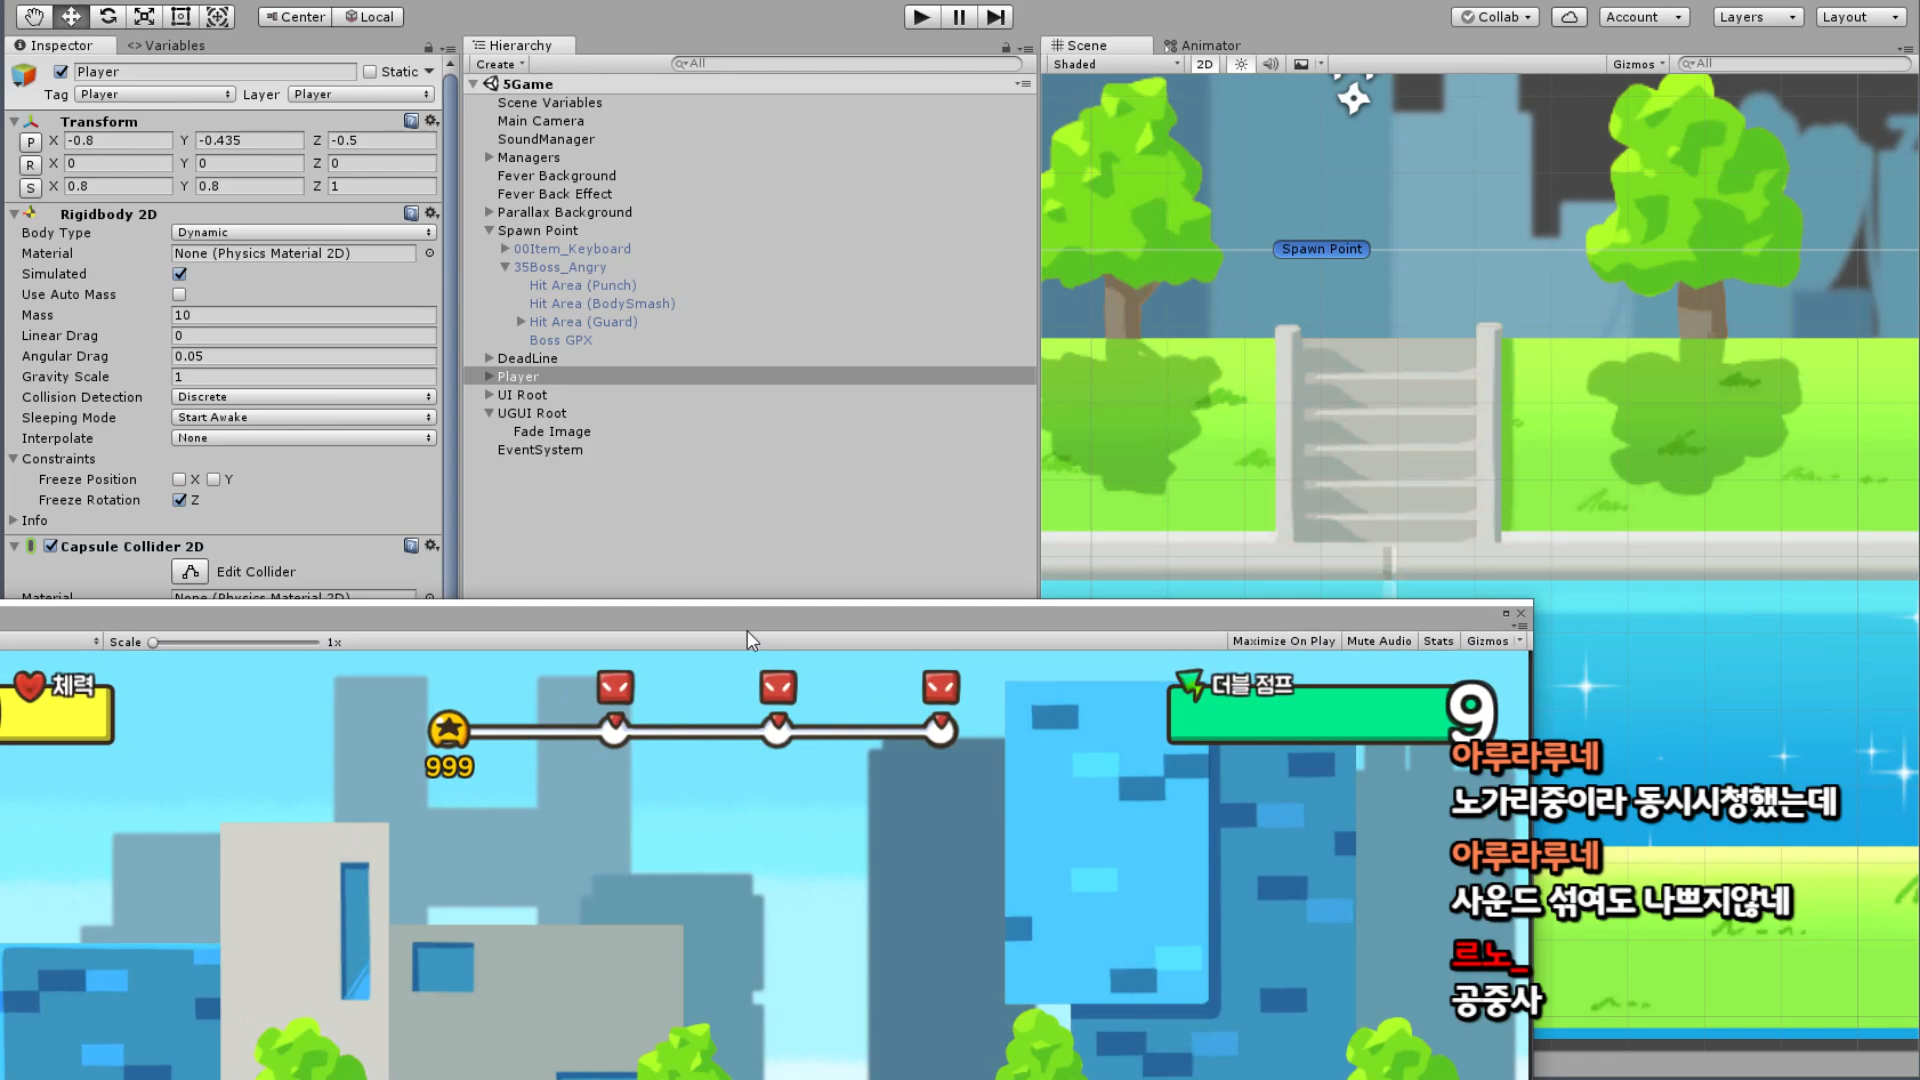 Center
Local
Collab
Account
Layers
Layout
Inspector
<> Variables
Player
Static
Tag Player Layer Player
Transform
P X -0.8 Y -0.435 Z -0.5
R X 0 Y 0 Z 0
S X 0.8 Y 0.8 Z 1
Rigidbody 2D
Body Type Dynamic
Material None (Physics Material 2D)
Simulated
Use Auto Mass
Mass 10
Linear Drag 0
Angular Drag 0.05
Gravity Scale 1
Collision Detection Discrete
Sleeping Mode Start Awake
Interpolate None
Constraints
Freeze Position X Y
Freeze Rotation Z
Info
Capsule Collider 2D
Edit Collider
Material None (Physics Material 2D)
Hierarchy
Create All
5Game
Scene Variables
Main Camera
SoundManager
Managers
Fever Background
Fever Back Effect
Parallax Background
Spawn Point
00Item_Keyboard
35Boss_Angry
Hit Area (Punch)
Hit Area (BodySmash)
Hit Area (Guard)
Boss GPX
DeadLine
Player
UI Root
UGUI Root
Fade Image
EventSystem
Scene
Animator
Shaded 2D Gizmos All
Spawn Point
Scale 1x
Maximize On Play Mute Audio Stats Gizmos
체력
999
더블 점프
9
아루라루네
노가리중이라 동시시청했는데
아루라루네
사운드 섞여도 나쁘지않네
르노_
공중사